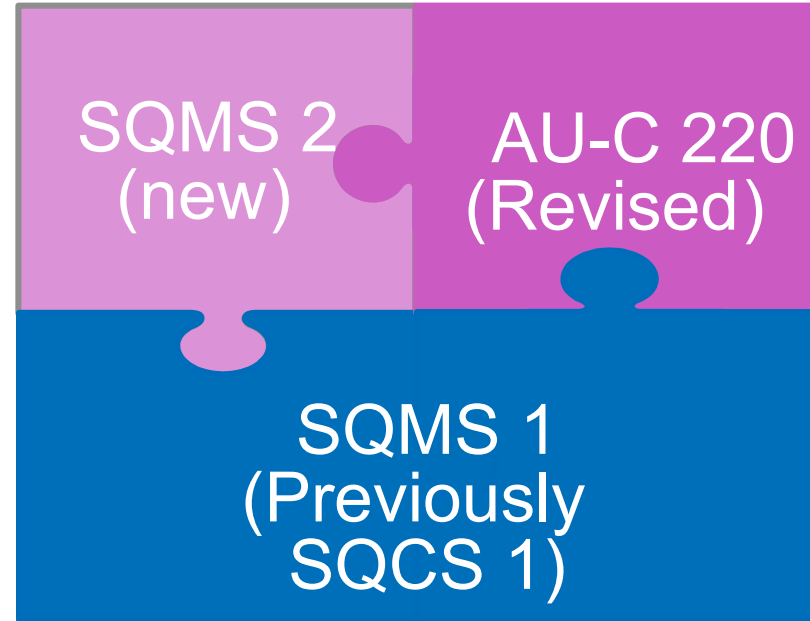 SQMS 2
(new)
AU-C 220
(Revised)
SQMS 1
(Previously
SQCS 1)